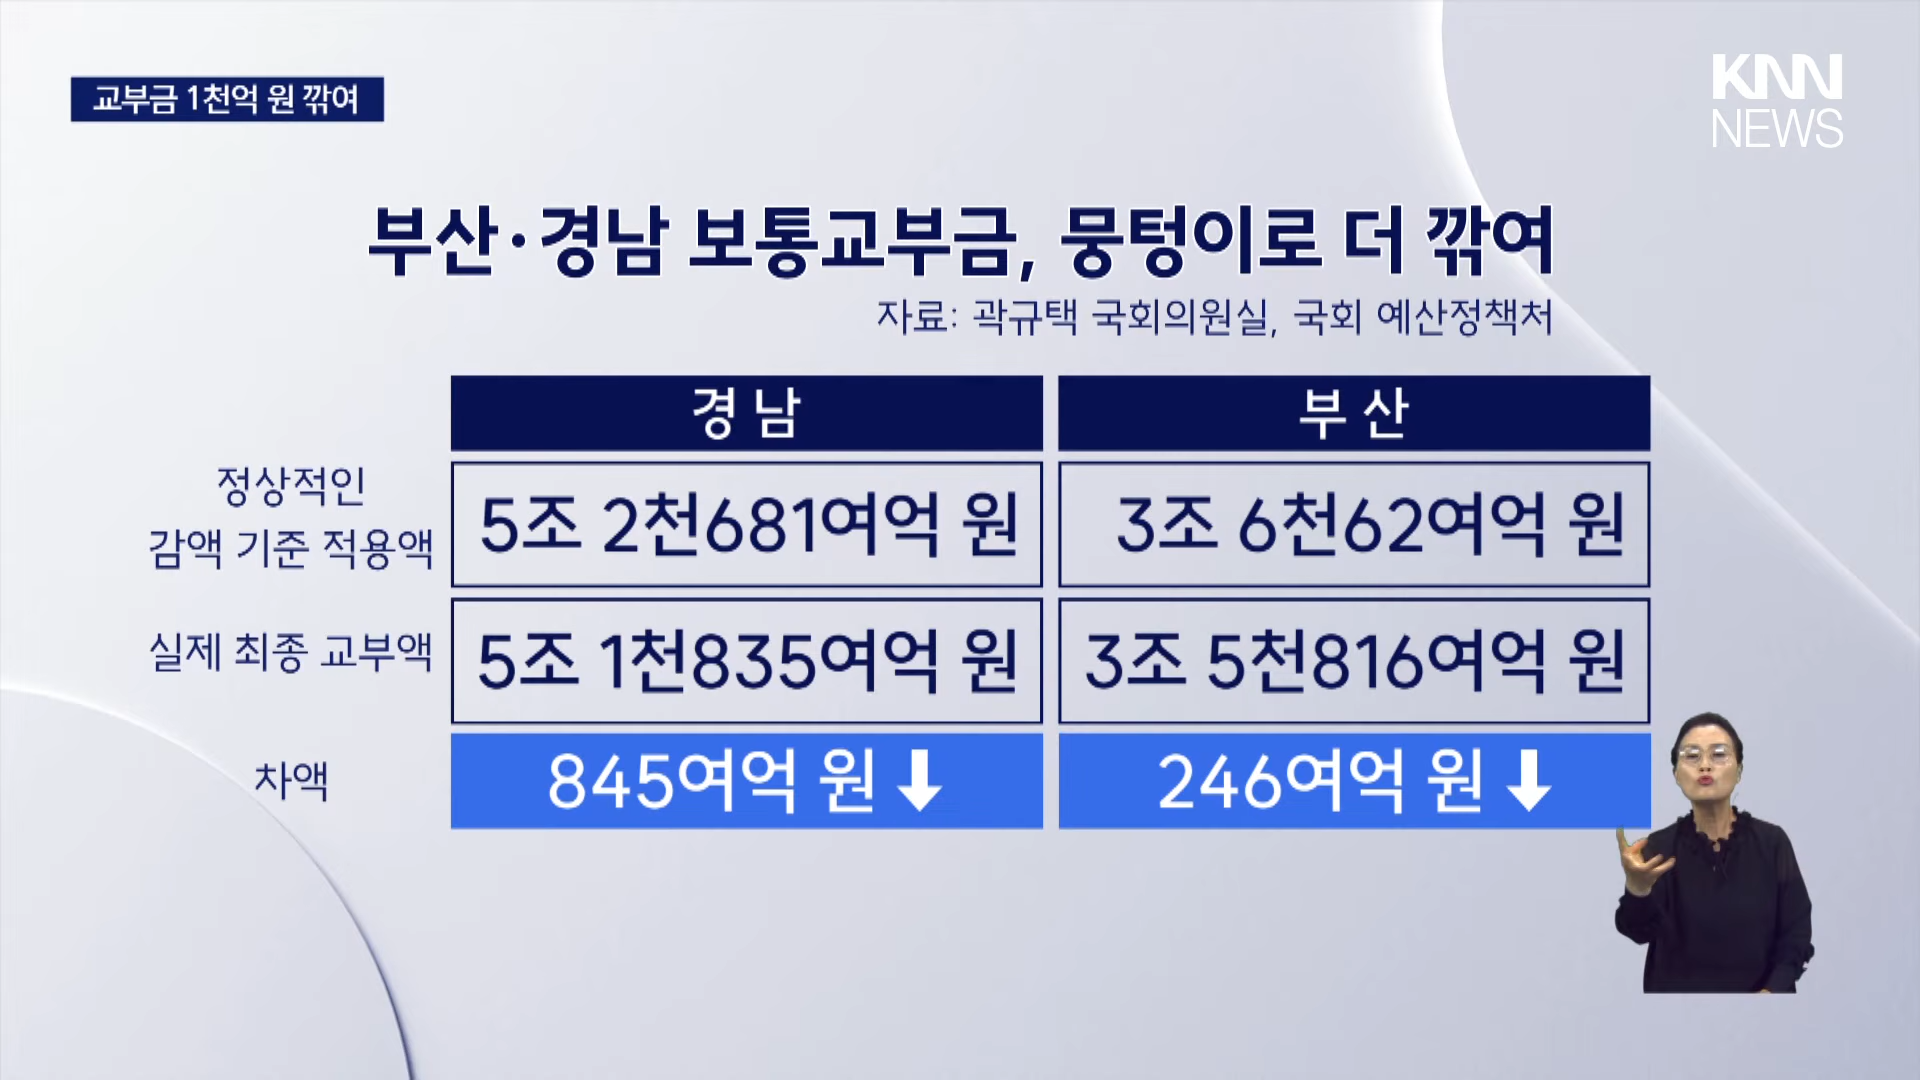 교부금 1천억 원 깎여
KNN
NEWS
부산·경남 보통교부금, 뭉텅이로 더 깎여
자료: 곽규택 국회의원실, 국회 예산정책처
경남
부산
정상적인
감액 기준 적용액
5조 2천681여억 원
3조 6천62여억 원
실제 최종 교부액
5조 1천835여억 원
3조 5천816여억 원
차액
845여억 원 ⬇
246여억 원 ⬇